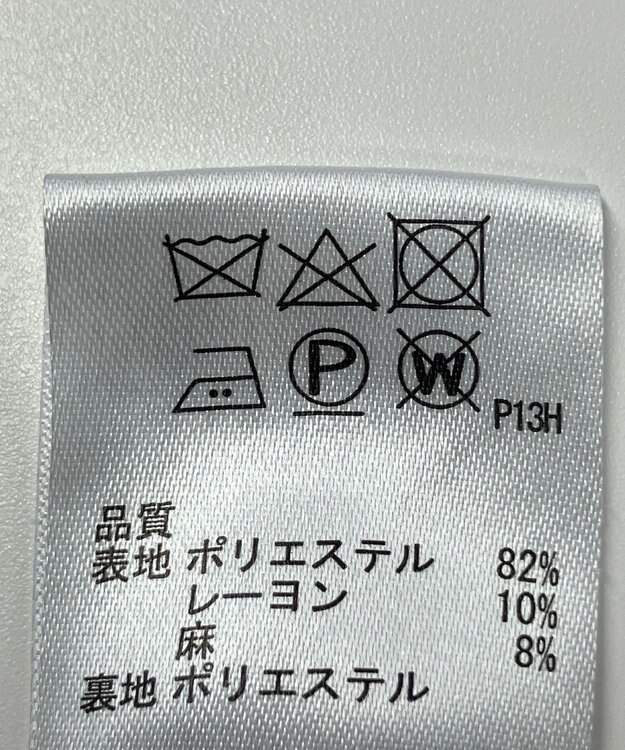 P W P13H
品質
表地 ポリエステル 82%
レーヨン 10%
麻 8%
裏地 ポリエステル